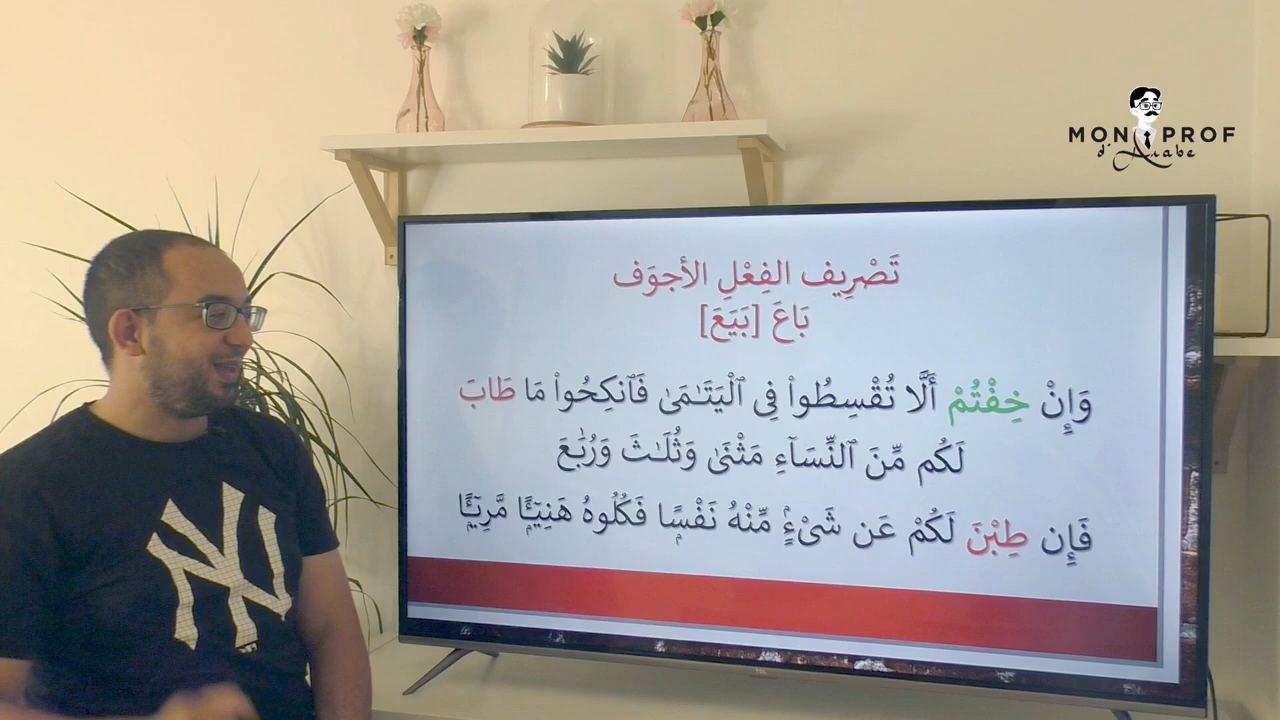 MON PROF
d'Arabe
تَصْرِيف الفِعْلِ الأجوَف
بَاعَ [بَيَعَ]
وَإِنْ خِفْتُمْ أَلَّا تُقْسِطُوا۟ فِى ٱلْيَتَـٰمَىٰ فَٱنكِحُوا۟ مَا طَابَ
لَكُم مِّنَ ٱلنِّسَآءِ مَثْنَىٰ وَثُلَـٰثَ وَرُبَـٰعَ
فَإِن طِبْنَ لَكُمْ عَن شَىْءٍۢ مِّنْهُ نَفْسًۭا فَكُلُوهُ هَنِيٓـًۭٔا مَّرِيٓـًۭٔا
NY